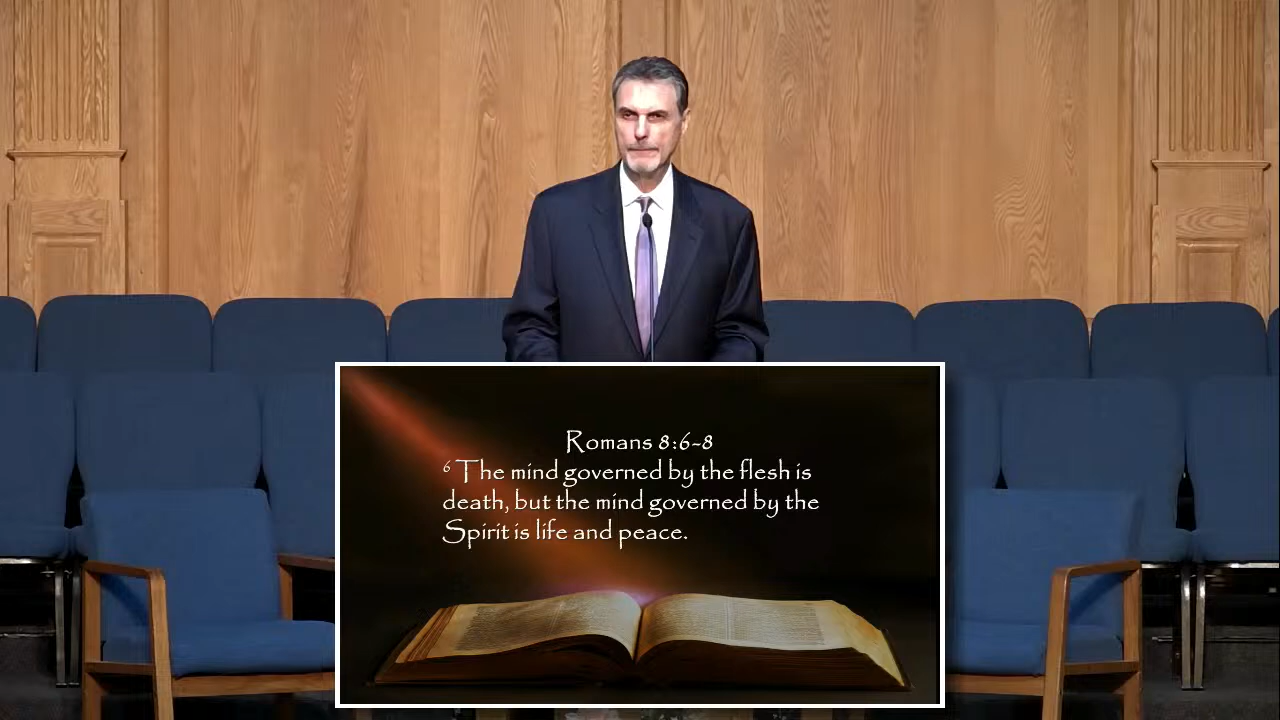 Romans 8:6-8
6 The mind governed by the flesh is
death, but the mind governed by the
Spirit is life and peace.